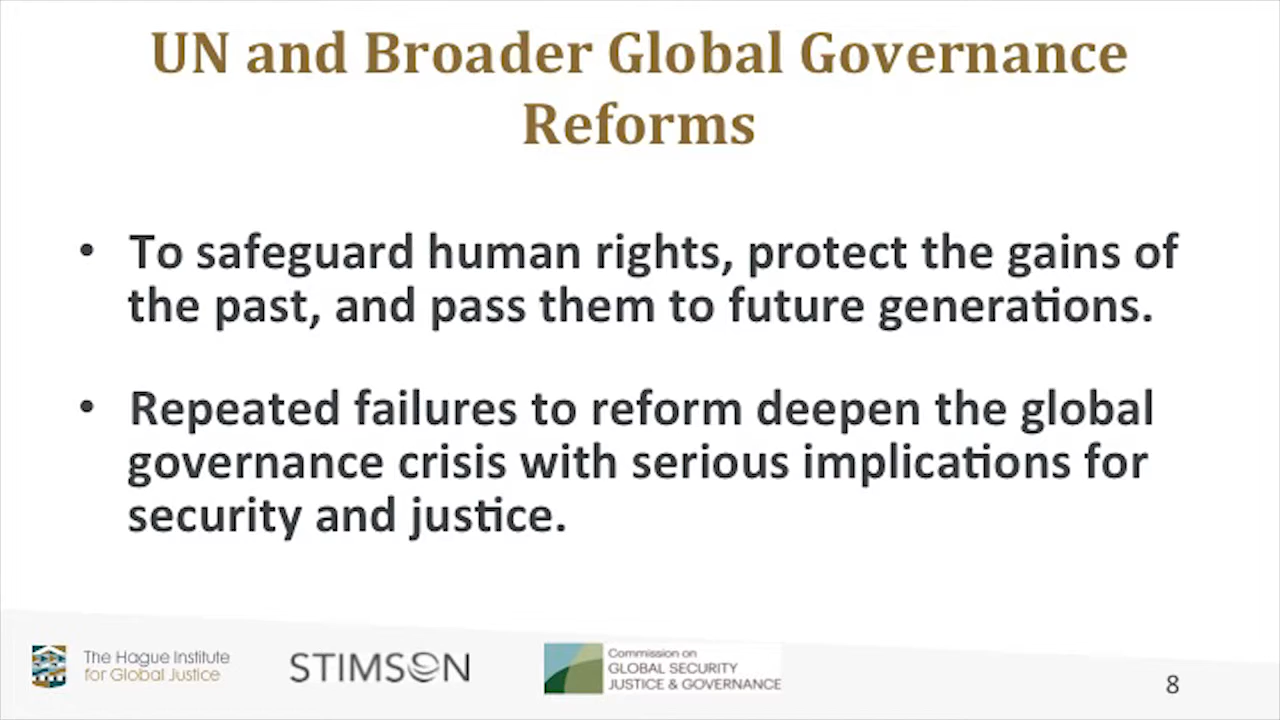 UN and Broader Global Governance
Reforms
• To safeguard human rights, protect the gains of
the past, and pass them to future generations.
• Repeated failures to reform deepen the global
governance crisis with serious implications for
security and justice.
The Hague Institute
for Global Justice
STIMSON
Commission on
GLOBAL SECURITY
JUSTICE & GOVERNANCE
8